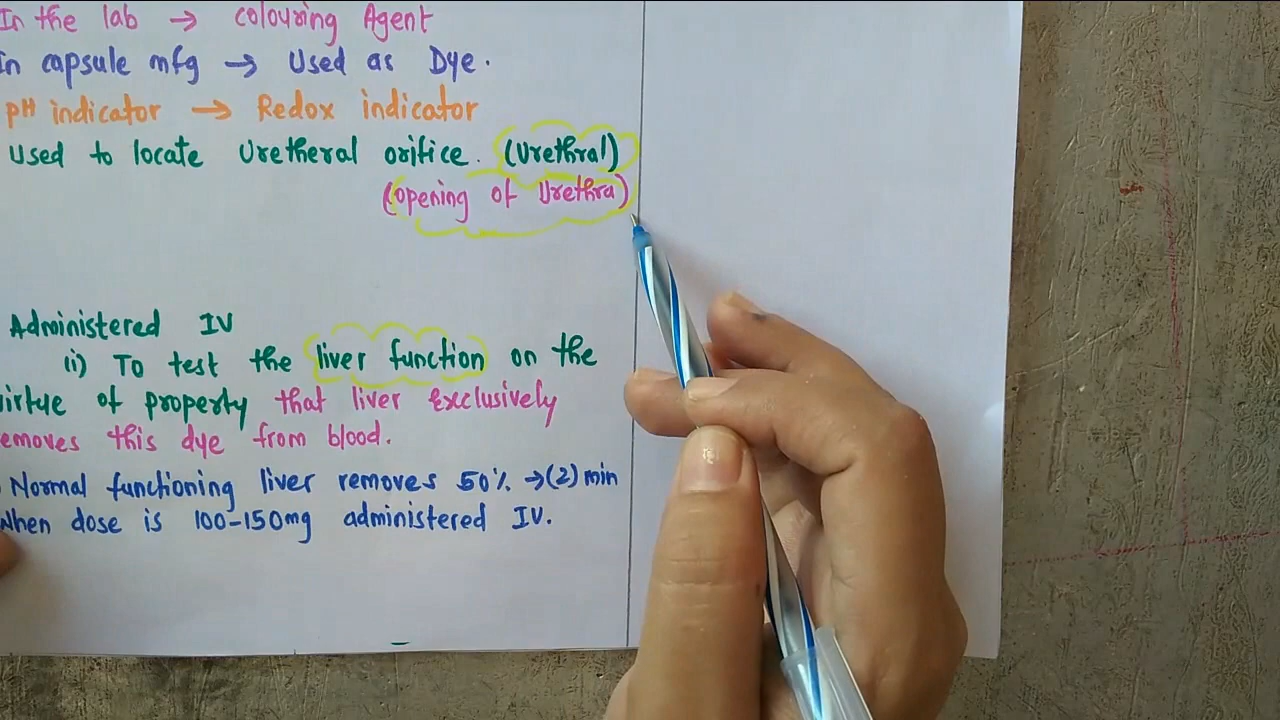 In the lab → colouring Agent
In capsule mfg → Used as Dye.
pH indicator → Redox indicator
Used to locate Uretheral orifice. (Urethral)
(opening of Urethra)
Administered IV
(i) To test the liver function on the
virtue of property that liver Exclusively
removes this dye from blood.
Normal functioning liver removes 50% → (2) min
When dose is 100-150mg administered IV.